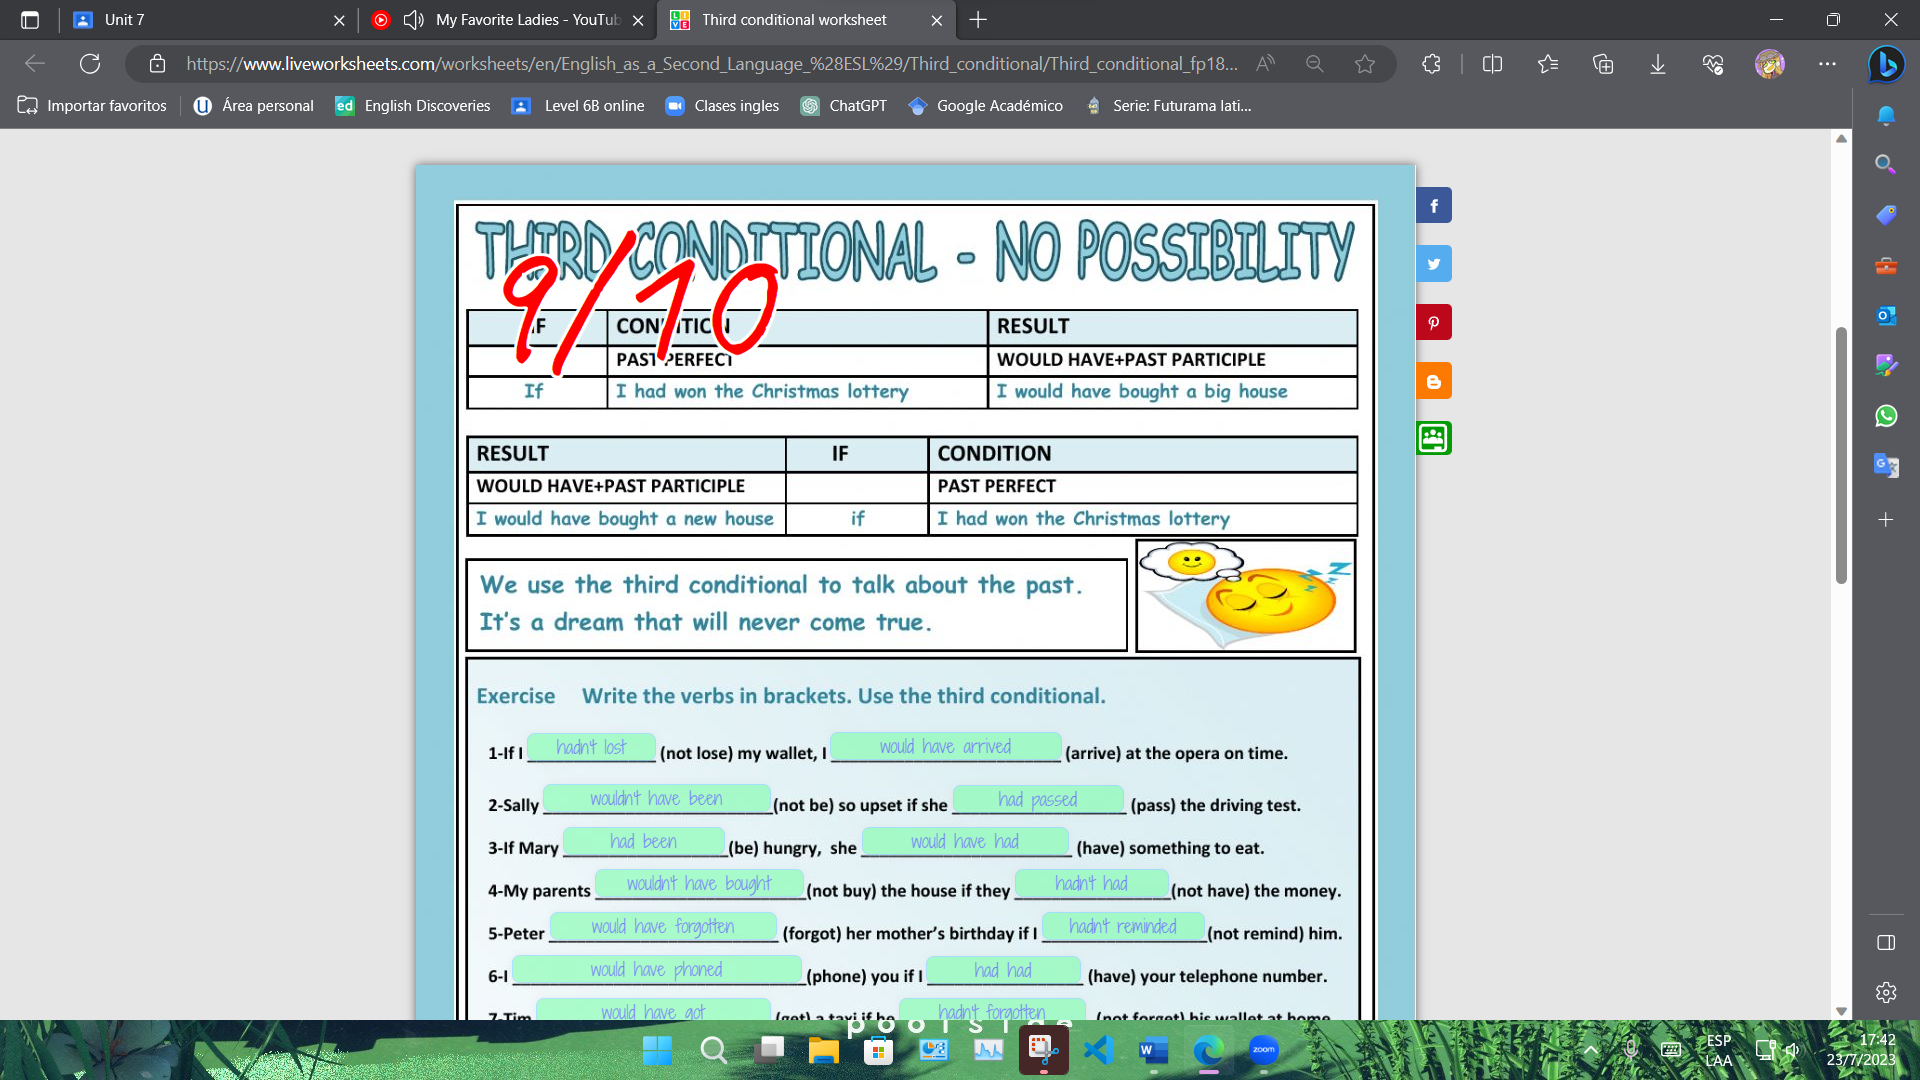 Unit 7
My Favorite Ladies - YouTub
Third conditional worksheet
https://www.liveworksheets.com/worksheets/en/English_as_a_Second_Language_%28ESL%29/Third_conditional/Third_conditional_fp18...
Importar favoritos
Área personal
English Discoveries
Level 6B online
Clases ingles
ChatGPT
Google Académico
Serie: Futurama lati...
THIRD CONDITIONAL - NO POSSIBILITY
9/10
IF CONDITION RESULT
PAST PERFECT WOULD HAVE+PAST PARTICIPLE
If I had won the Christmas lottery I would have bought a big house
RESULT IF CONDITION
WOULD HAVE+PAST PARTICIPLE PAST PERFECT
I would have bought a new house if I had won the Christmas lottery
We use the third conditional to talk about the past.
It's a dream that will never come true.
Exercise Write the verbs in brackets. Use the third conditional.
1-If I hadn't lost (not lose) my wallet, I would have arrived (arrive) at the opera on time.
2-Sally wouldn't have been (not be) so upset if she had passed (pass) the driving test.
3-If Mary had been (be) hungry, she would have had (have) something to eat.
4-My parents wouldn't have bought (not buy) the house if they hadn't had (not have) the money.
5-Peter would have forgotten (forgot) her mother's birthday if I hadn't reminded (not remind) him.
6-I would have phoned (phone) you if I had had (have) your telephone number.
7-Tim would have got (get) a taxi if he hadn't forgotten (not forget) his wallet at home
poolside
ESP
LAA
17:42
23/7/2023